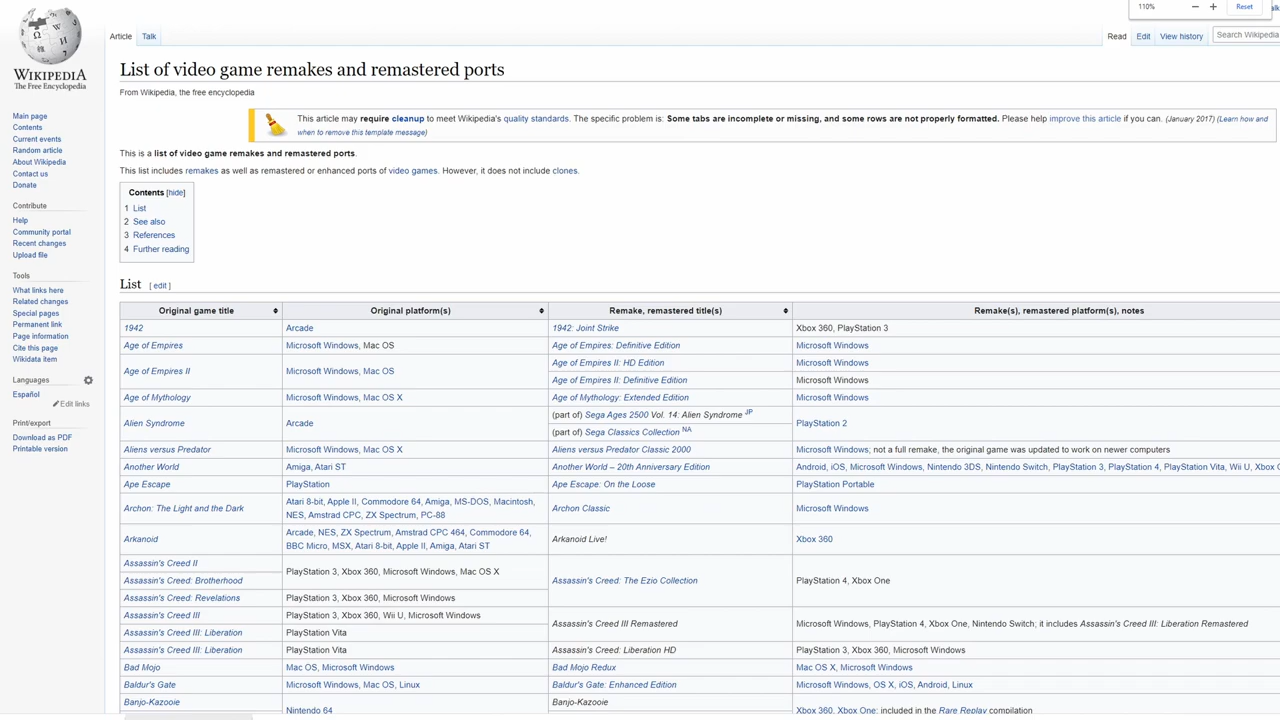 110%
Reset
WIKIPEDIA
The Free Encyclopedia
Article
Talk
Read
Edit
View history
Search Wikipedia
List of video game remakes and remastered ports
From Wikipedia, the free encyclopedia
This article may require cleanup to meet Wikipedia's quality standards. The specific problem is: Some tabs are incomplete or missing, and some rows are not properly formatted. Please help improve this article if you can. (January 2017) (Learn how and
when to remove this template message)
This is a list of video game remakes and remastered ports.
This list includes remakes as well as remastered or enhanced ports of video games. However, it does not include clones.
Contents [hide]
1 List
2 See also
3 References
4 Further reading
Main page
Contents
Current events
Random article
About Wikipedia
Contact us
Donate
Contribute
Help
Community portal
Recent changes
Upload file
Tools
What links here
Related changes
Special pages
Permanent link
Page information
Cite this page
Wikidata item
Languages
Español
Edit links
Print/export
Download as PDF
Printable version
List [ edit ]
Original game title
Original platform(s)
Remake, remastered title(s)
Remake(s), remastered platform(s), notes
1942
Arcade
1942: Joint Strike
Xbox 360, PlayStation 3
Age of Empires
Microsoft Windows, Mac OS
Age of Empires: Definitive Edition
Microsoft Windows
Age of Empires II
Microsoft Windows, Mac OS
Age of Empires II: HD Edition
Microsoft Windows
Age of Empires II: Definitive Edition
Microsoft Windows
Age of Mythology
Microsoft Windows, Mac OS X
Age of Mythology: Extended Edition
Microsoft Windows
Alien Syndrome
Arcade
(part of) Sega Ages 2500 Vol. 14: Alien Syndrome JP
(part of) Sega Classics Collection NA
PlayStation 2
Aliens versus Predator
Microsoft Windows, Mac OS X
Aliens versus Predator Classic 2000
Microsoft Windows; not a full remake, the original game was updated to work on newer computers
Another World
Amiga, Atari ST
Another World – 20th Anniversary Edition
Android, iOS, Microsoft Windows, Nintendo 3DS, Nintendo Switch, PlayStation 3, PlayStation 4, PlayStation Vita, Wii U, Xbox
Ape Escape
PlayStation
Ape Escape: On the Loose
PlayStation Portable
Archon: The Light and the Dark
Atari 8-bit, Apple II, Commodore 64, Amiga, MS-DOS, Macintosh,
NES, Amstrad CPC, ZX Spectrum, PC-88
Archon Classic
Microsoft Windows
Arkanoid
Arcade, NES, ZX Spectrum, Amstrad CPC 464, Commodore 64,
BBC Micro, MSX, Atari 8-bit, Apple II, Amiga, Atari ST
Arkanoid Live!
Xbox 360
Assassin's Creed II
Assassin's Creed: Brotherhood
PlayStation 3, Xbox 360, Microsoft Windows, Mac OS X
Assassin's Creed: The Ezio Collection
PlayStation 4, Xbox One
Assassin's Creed: Revelations
PlayStation 3, Xbox 360, Microsoft Windows
Assassin's Creed III
PlayStation 3, Xbox 360, Wii U, Microsoft Windows
Assassin's Creed III Remastered
Microsoft Windows, PlayStation 4, Xbox One, Nintendo Switch; it includes Assassin's Creed III: Liberation Remastered
Assassin's Creed III: Liberation
PlayStation Vita
Assassin's Creed III: Liberation
PlayStation Vita
Assassin's Creed: Liberation HD
PlayStation 3, Xbox 360, Microsoft Windows
Bad Mojo
Mac OS, Microsoft Windows
Bad Mojo Redux
Mac OS X, Microsoft Windows
Baldur's Gate
Microsoft Windows, Mac OS, Linux
Baldur's Gate: Enhanced Edition
Microsoft Windows, OS X, iOS, Android, Linux
Banjo-Kazooie
Nintendo 64
Banjo-Kazooie
Xbox 360, Xbox One; included in the Rare Replay compilation